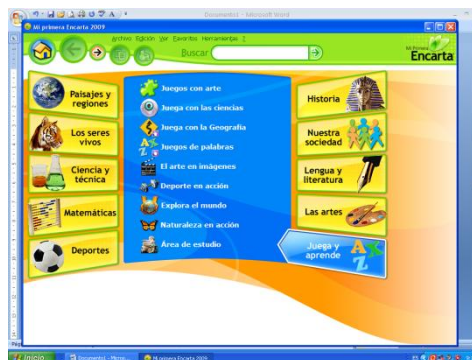 Documento1 - Microsoft Word
Mi primera Encarta 2009
Archivo Edición Ver Favoritos Herramientas ?
Buscar
Mi Primera
Encarta
Paisajes y
regiones
Los seres
vivos
Ciencia y
técnica
Matemáticas
Deportes
Juegos con arte
Juega con las ciencias
Juega con la Geografía
Juegos de palabras
El arte en imágenes
Deporte en acción
Explora el mundo
Naturaleza en acción
Área de estudio
Historia
Nuestra
sociedad
Lengua y
literatura
Las artes
Juega y
aprende
Inicio
Documento1 - Micros...
Mi primera Encarta 2009
ES